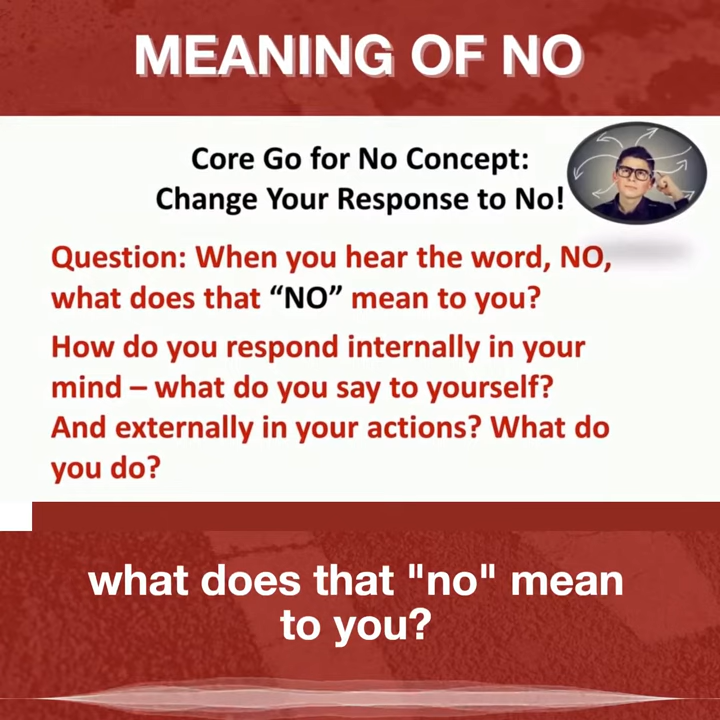 MEANING OF NO
Core Go for No Concept:
Change Your Response to No!
Question: When you hear the word, NO,
what does that “NO” mean to you?
How do you respond internally in your
mind – what do you say to yourself?
And externally in your actions? What do
you do?
what does that "no" mean
to you?